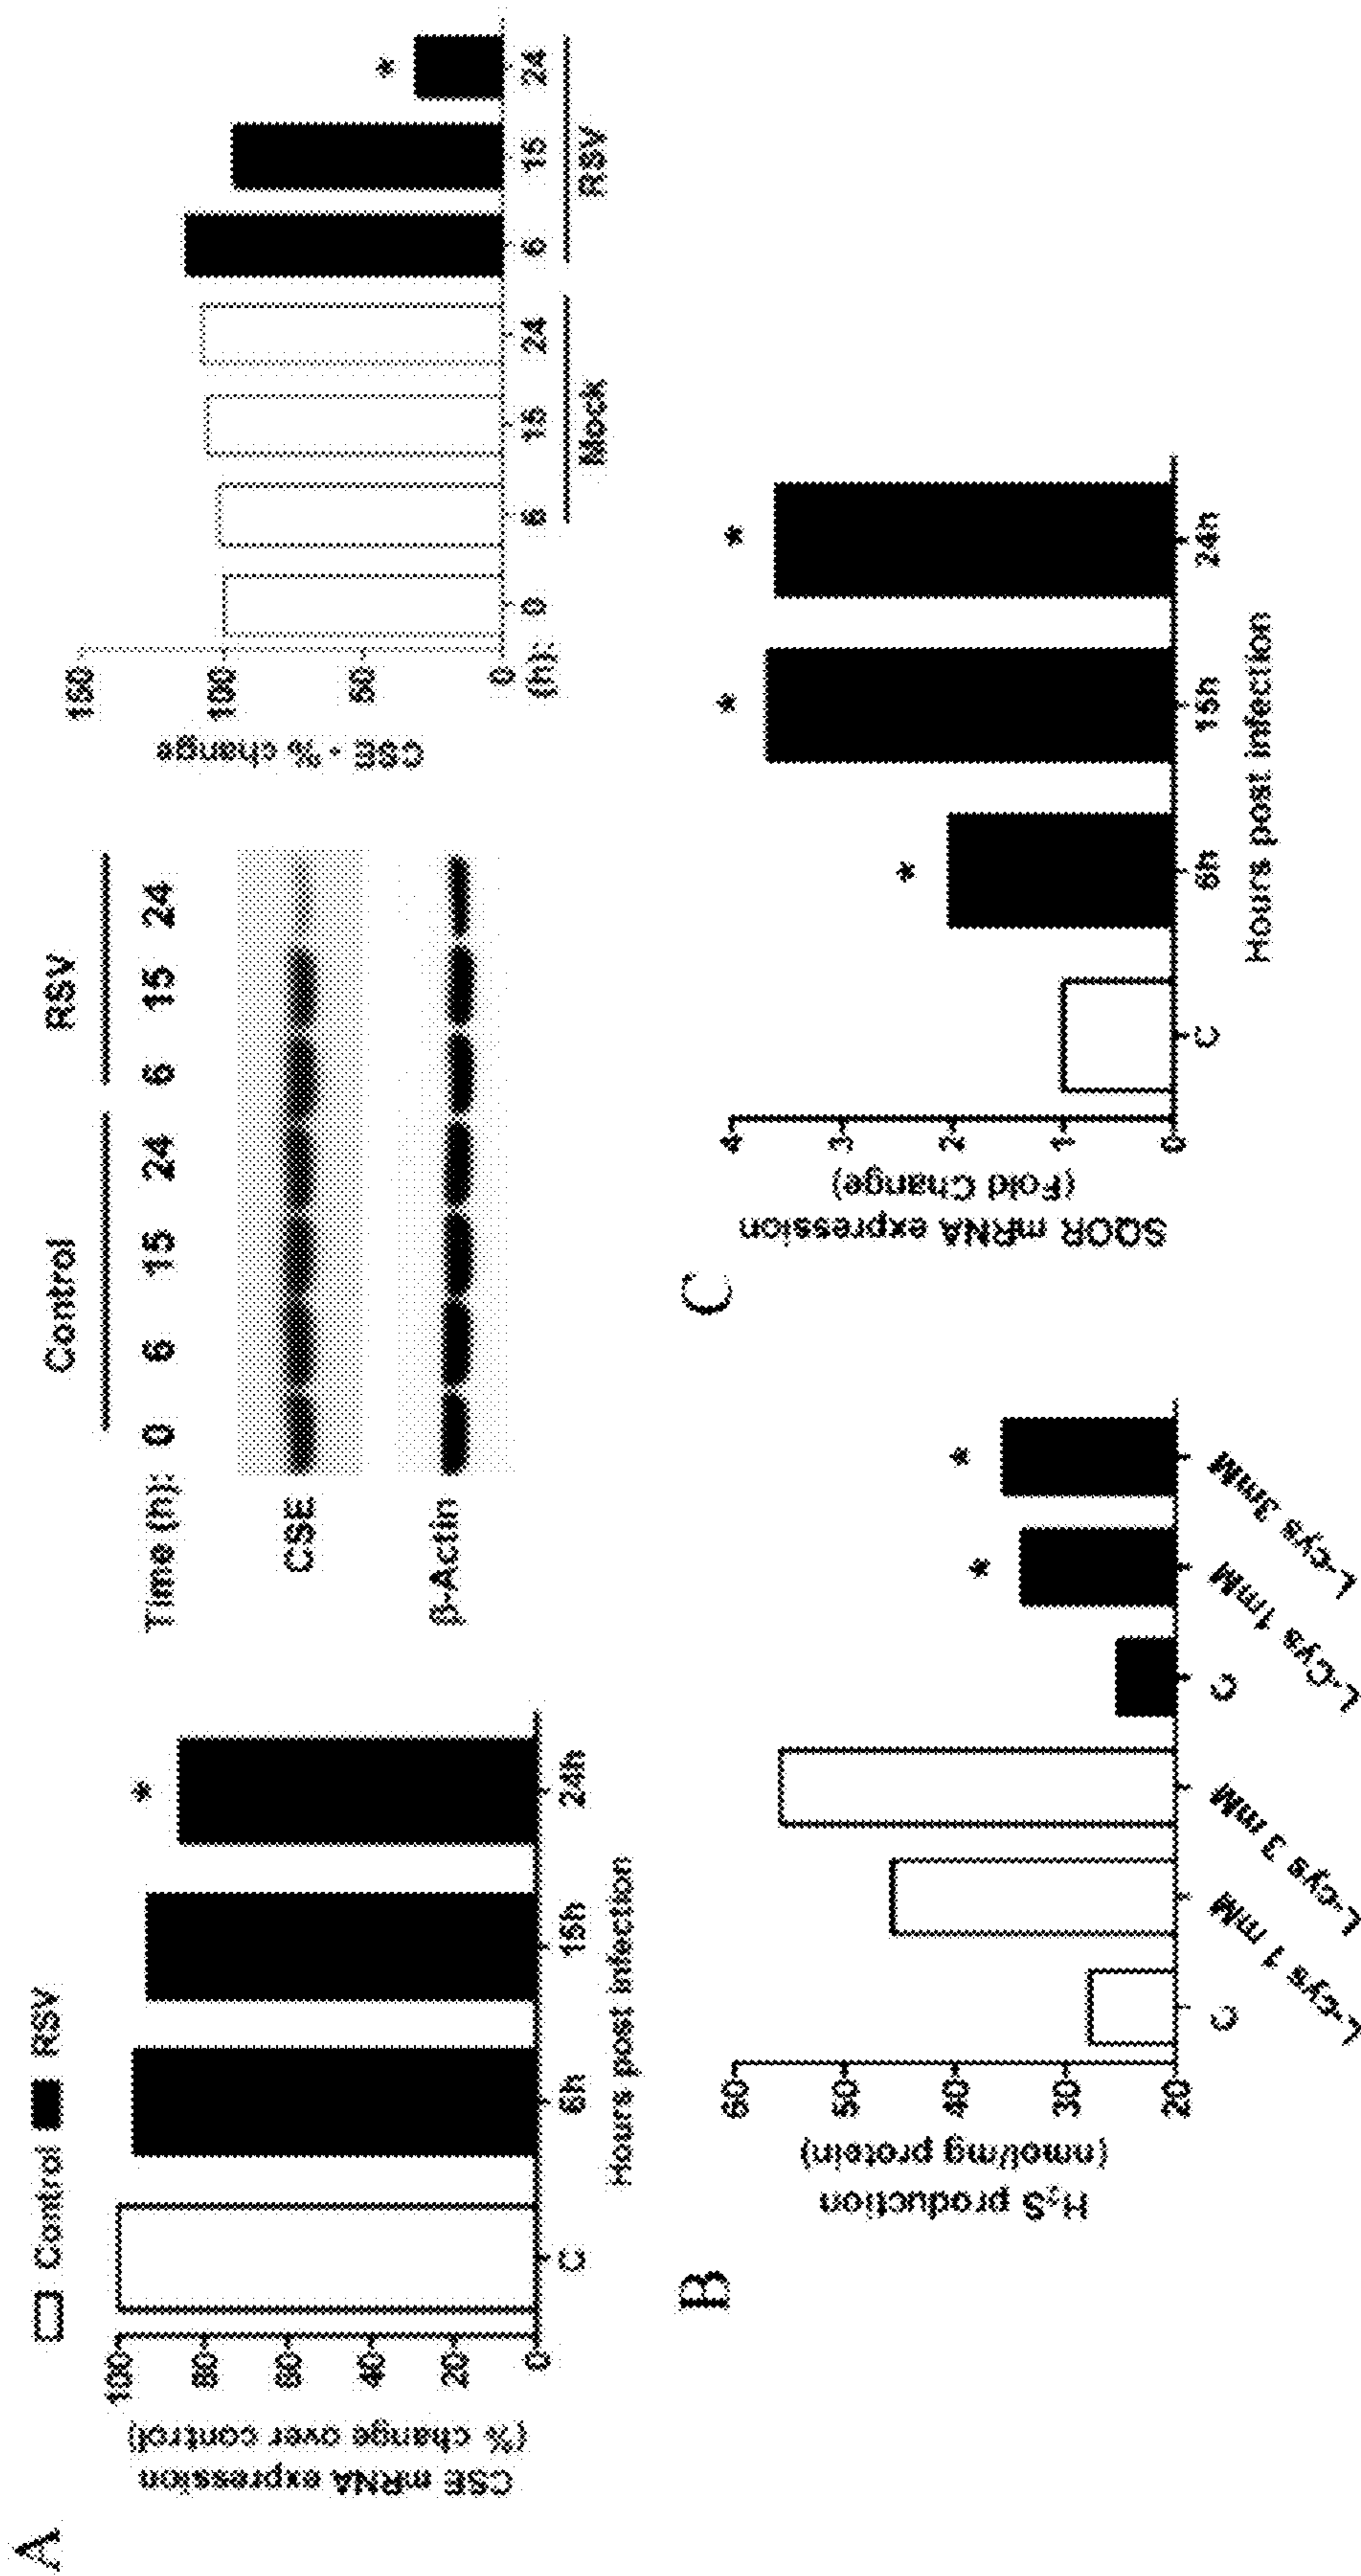 A
Control RSV
CSE mRNA expression
(% change over control)
100
80
60
40
20
0
*
C 6h 15h 24h
Hours post infection
Control RSV
Time (h): 0 6 15 24 6 15 24
CSE
β-Actin
CSE - % change
150
100
50
0
*
(h): 0 6 15 24 6 15 24
Mock RSV
B
H₂S production
(nmol/mg protein)
60
50
40
30
20
* *
C L-cys 1 mM L-cys 3 mM C L-Cys 1mM L-cys 3mM
C
SQOR mRNA expression
(Fold Change)
4
3
2
1
0
* * *
C 6h 15h 24h
Hours post infection